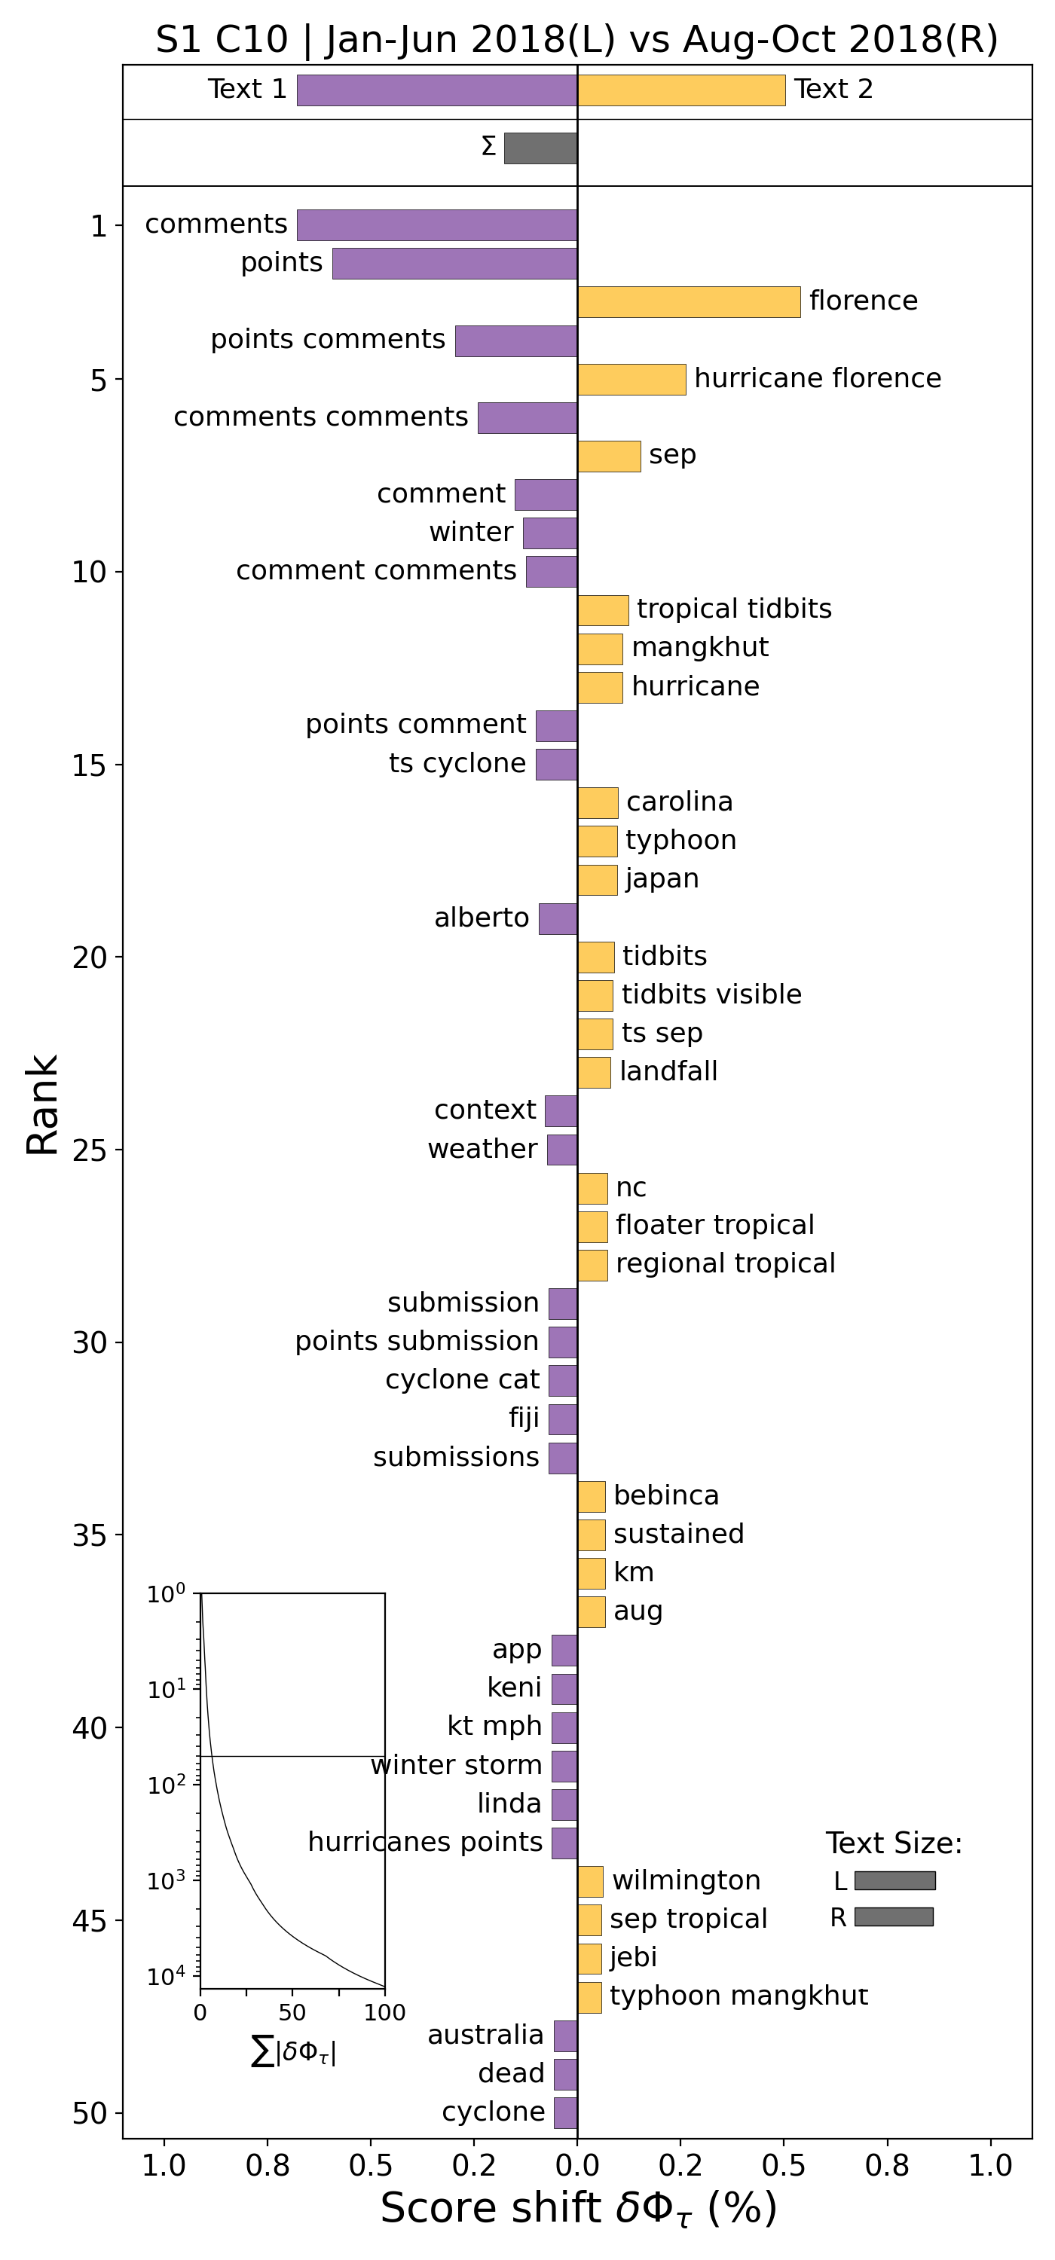 S1 C10 | Jan-Jun 2018(L) vs Aug-Oct 2018(R)
Text 1
Text 2
Σ
1
comments
points
florence
points comments
5
hurricane florence
comments comments
sep
comment
winter
10
comment comments
tropical tidbits
mangkhut
hurricane
points comment
15
ts cyclone
carolina
typhoon
japan
alberto
20
tidbits
tidbits visible
ts sep
landfall
context
25
weather
nc
floater tropical
regional tropical
submission
30
points submission
cyclone cat
fiji
submissions
bebinca
35
sustained
km
aug
app
keni
40
kt mph
winter storm
linda
hurricanes points
wilmington
45
sep tropical
jebi
typhoon mangkhut
australia
dead
50
cyclone
Rank
10⁰
10¹
10²
10³
10⁴
0
50
100
∑|δΦτ|
Text Size:
L
R
1.0
0.8
0.5
0.2
0.0
0.2
0.5
0.8
1.0
Score shift δΦτ (%)